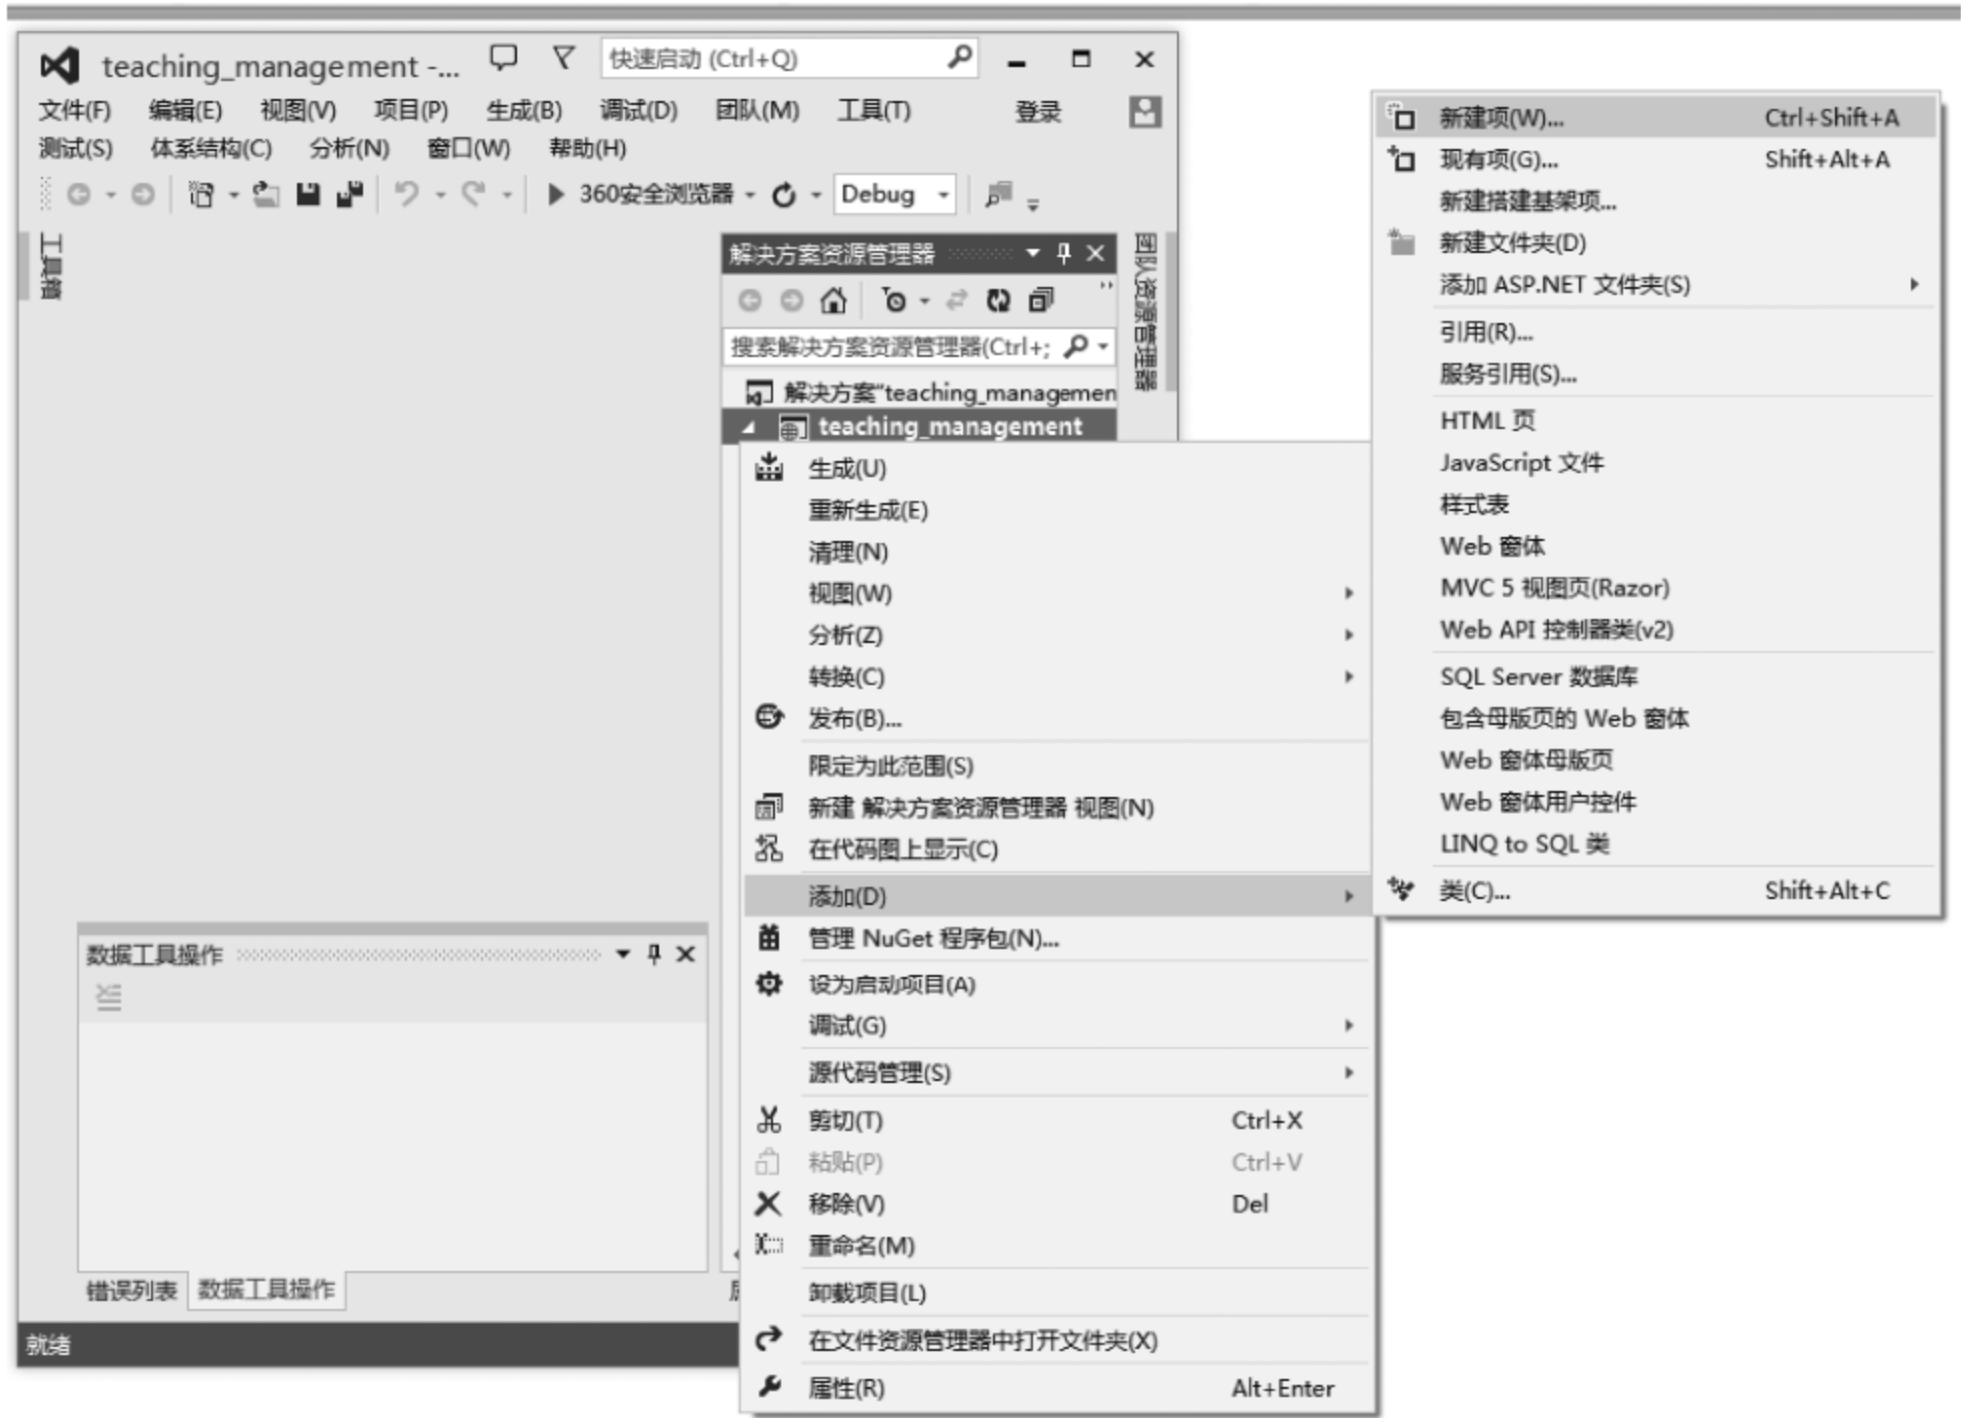 teaching_management -...
快速启动 (Ctrl+Q)
文件(F) 编辑(E) 视图(V) 项目(P) 生成(B) 调试(D) 团队(M) 工具(T) 登录
测试(S) 体系结构(C) 分析(N) 窗口(W) 帮助(H)
360安全浏览器 Debug
工具箱
解决方案资源管理器
搜索解决方案资源管理器(Ctrl+;
解决方案"teaching_managemen
teaching_management
团队资源管理器
生成(U)
重新生成(E)
清理(N)
视图(W)
分析(Z)
转换(C)
发布(B)...
限定为此范围(S)
新建 解决方案资源管理器 视图(N)
在代码图上显示(C)
添加(D)
管理 NuGet 程序包(N)...
设为启动项目(A)
调试(G)
源代码管理(S)
剪切(T) Ctrl+X
粘贴(P) Ctrl+V
移除(V) Del
重命名(M)
卸载项目(L)
在文件资源管理器中打开文件夹(X)
属性(R) Alt+Enter
新建项(W)... Ctrl+Shift+A
现有项(G)... Shift+Alt+A
新建搭建基架项...
新建文件夹(D)
添加 ASP.NET 文件夹(S)
引用(R)...
服务引用(S)...
HTML 页
JavaScript 文件
样式表
Web 窗体
MVC 5 视图页(Razor)
Web API 控制器类(v2)
SQL Server 数据库
包含母版页的 Web 窗体
Web 窗体母版页
Web 窗体用户控件
LINQ to SQL 类
类(C)... Shift+Alt+C
数据工具操作
错误列表 数据工具操作
就绪